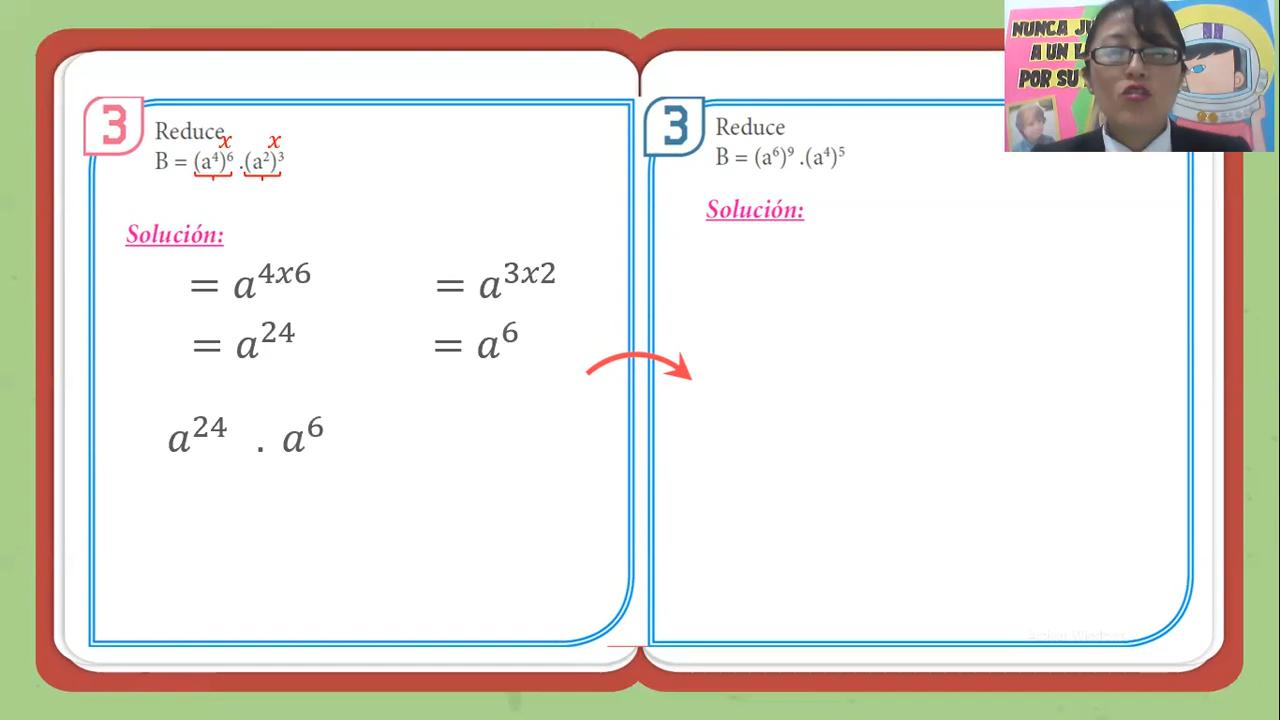 3
Reduce
B = (a⁴)⁶ .(a²)³
x x
Solución:
= a^{4x6} = a^{3x2}
= a^{24} = a^{6}
a^{24} . a^{6}
3
Reduce
B = (a⁶)⁹ .(a⁴)⁵
Solución:
NUNCA
A UN
POR SU